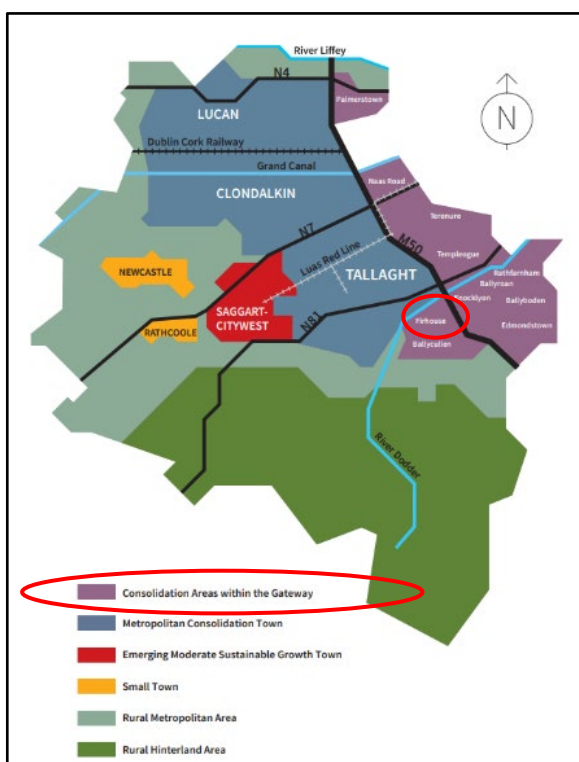 River Liffey
N4
Palmerstown
N
LUCAN
Dublin Cork Railway
Grand Canal
CLONDALKIN
Naas Road
Terenure
N7
M50
Luas Red Line
Templeogue
Rathfarnham
NEWCASTLE
TALLAGHT
Ballyroan
Knocklyon
Ballyboden
SAGGART-
CITYWEST
Firhouse
Edmondstown
RATHCOOLE
N81
Ballycullen
River Dodder
Consolidation Areas within the Gateway
Metropolitan Consolidation Town
Emerging Moderate Sustainable Growth Town
Small Town
Rural Metropolitan Area
Rural Hinterland Area